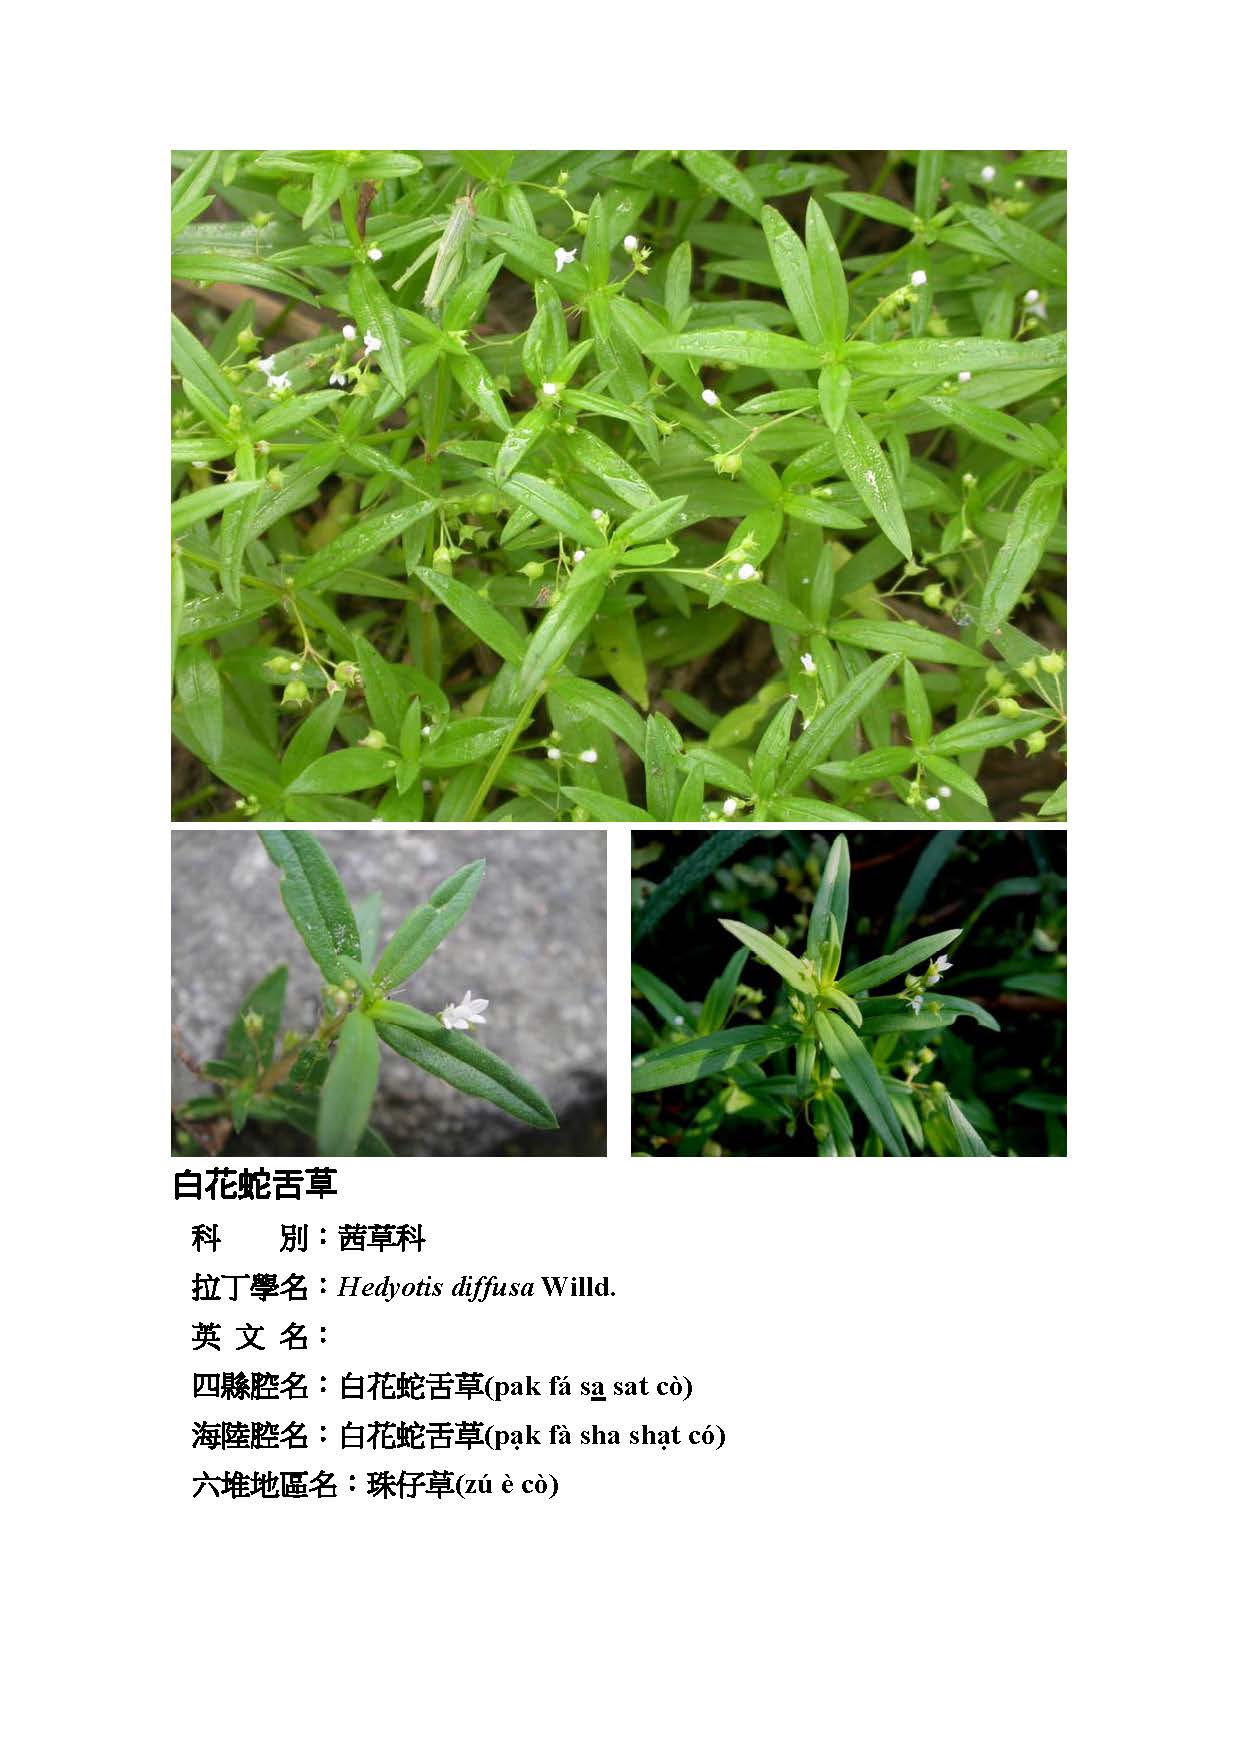 白花蛇舌草
科　　別：茜草科
拉丁學名：Hedyotis diffusa Willd.
英 文 名：
四縣腔名：白花蛇舌草(pak fá sa̲ sat cò)
海陸腔名：白花蛇舌草(pa̲k fà sha sha̲t có)
六堆地區名：珠仔草(zú è cò)